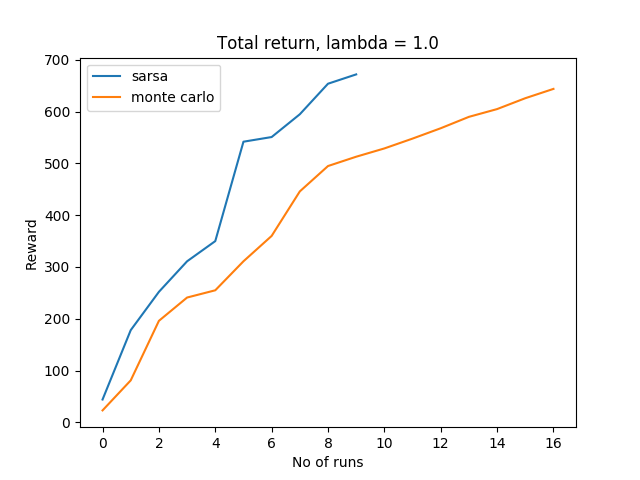 Total return, lambda = 1.0
sarsa
monte carlo
700
600
500
400
300
200
100
0
Reward
0 2 4 6 8 10 12 14 16
No of runs